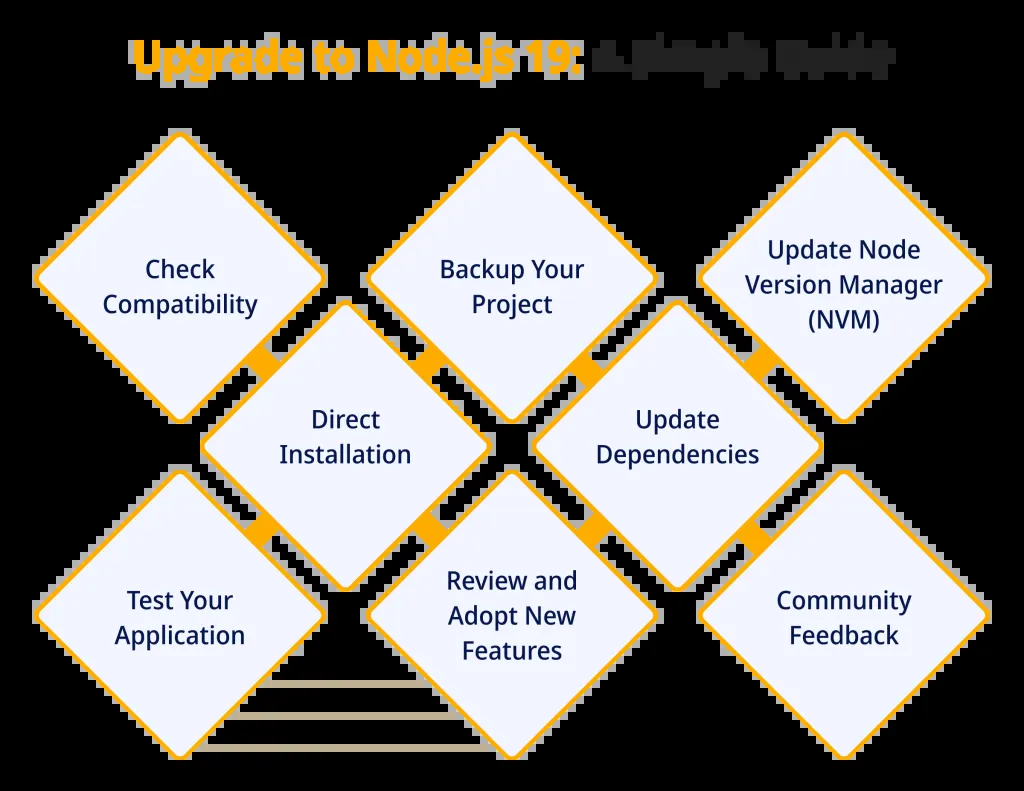 Upgrade to Node.js 19: A Simple Guide
Check
Compatibility
Backup Your
Project
Update Node
Version Manager
(NVM)
Direct
Installation
Update
Dependencies
Test Your
Application
Review and
Adopt New
Features
Community
Feedback